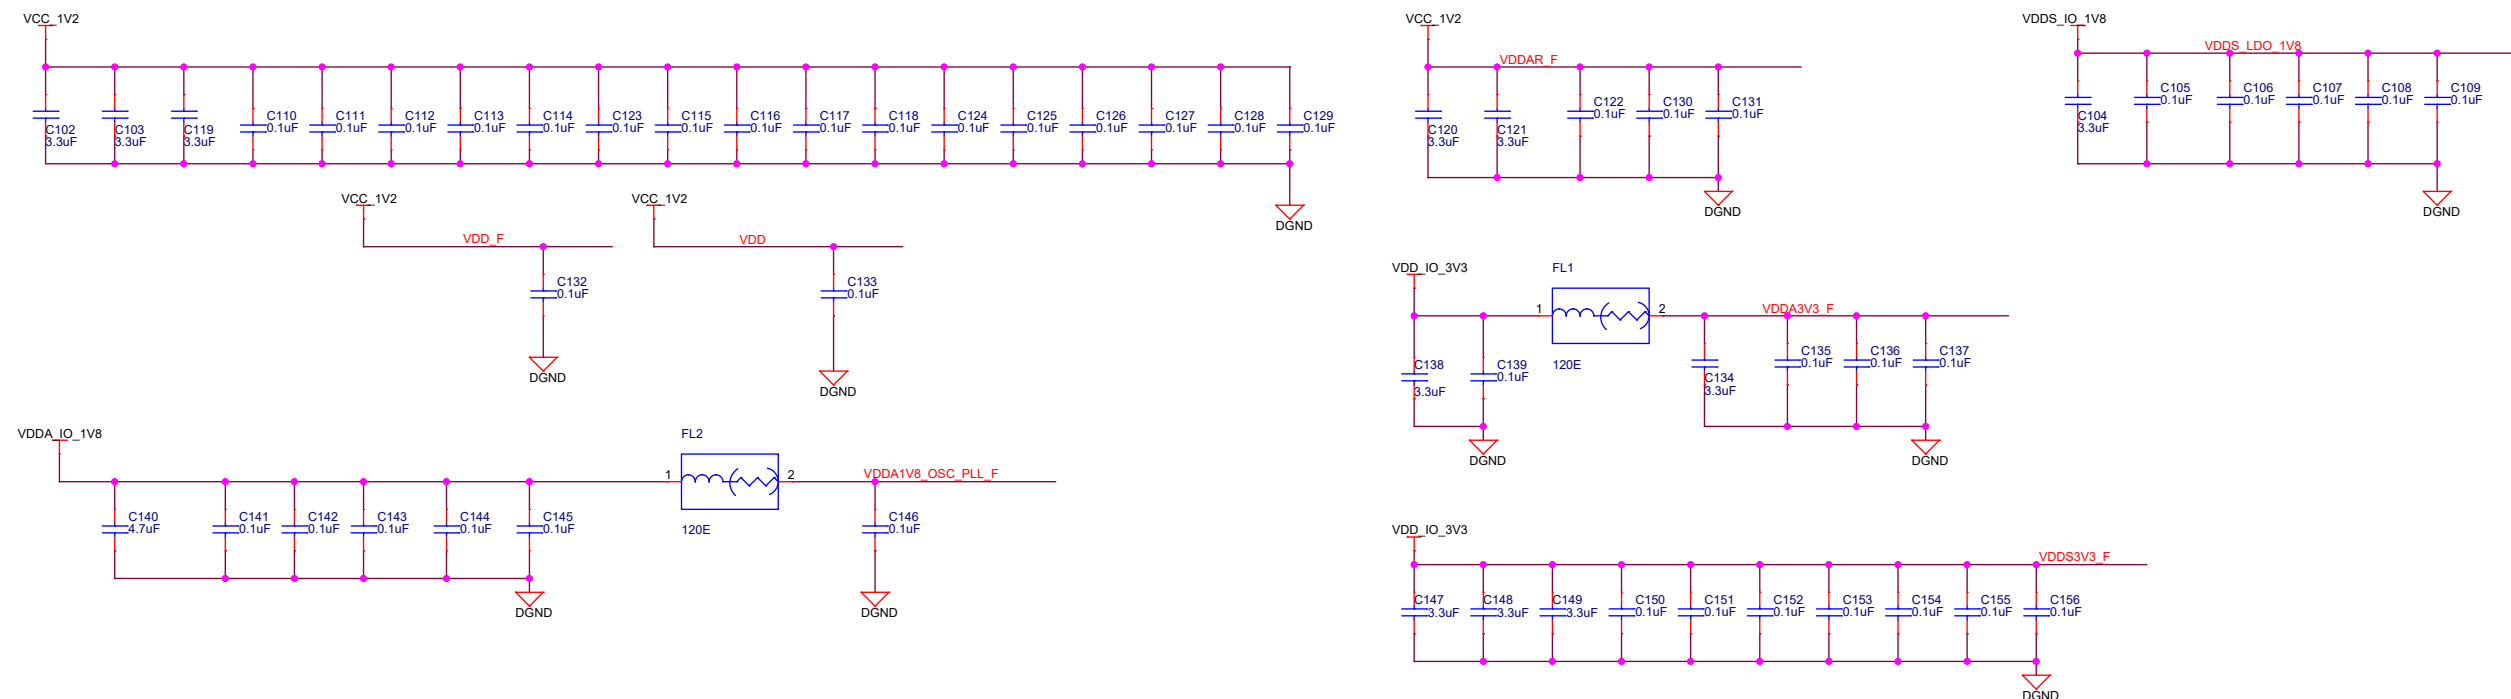 VCC_1V2
C102
3.3uF
C103
3.3uF
C119
3.3uF
C110
0.1uF
C111
0.1uF
C112
0.1uF
C113
0.1uF
C114
0.1uF
C123
0.1uF
C115
0.1uF
C116
0.1uF
C117
0.1uF
C118
0.1uF
C124
0.1uF
C125
0.1uF
C126
0.1uF
C127
0.1uF
C128
0.1uF
C129
0.1uF
DGND
VCC_1V2
VDDAR_F
C120
3.3uF
C121
3.3uF
C122
0.1uF
C130
0.1uF
C131
0.1uF
DGND
VDDS_IO_1V8
VDDS_LDO_1V8
C104
3.3uF
C105
0.1uF
C106
0.1uF
C107
0.1uF
C108
0.1uF
C109
0.1uF
DGND
VCC_1V2
VDD_F
C132
0.1uF
DGND
VCC_1V2
VDD
C133
0.1uF
DGND
VDD_IO_3V3
FL1
1
2
120E
VDDA3V3_F
C138
3.3uF
C139
0.1uF
DGND
C134
3.3uF
C135
0.1uF
C136
0.1uF
C137
0.1uF
DGND
VDDA_IO_1V8
FL2
1
2
120E
VDDA1V8_OSC_PLL_F
C140
4.7uF
C141
0.1uF
C142
0.1uF
C143
0.1uF
C144
0.1uF
C145
0.1uF
DGND
C146
0.1uF
DGND
VDD_IO_3V3
VDDS3V3_F
C147
3.3uF
C148
3.3uF
C149
3.3uF
C150
0.1uF
C151
0.1uF
C152
0.1uF
C153
0.1uF
C154
0.1uF
C155
0.1uF
C156
0.1uF
DGND